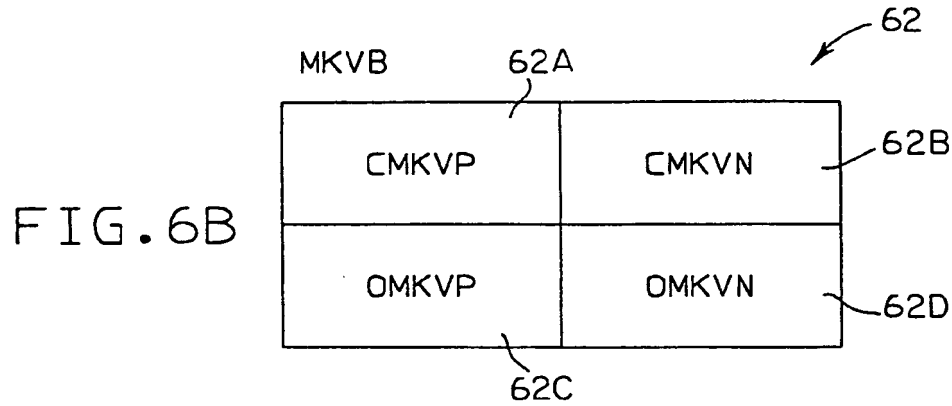 62
MKVB 62A
CMKVP CMKVN 62B
FIG.6B
OMKVP OMKVN 62D
62C